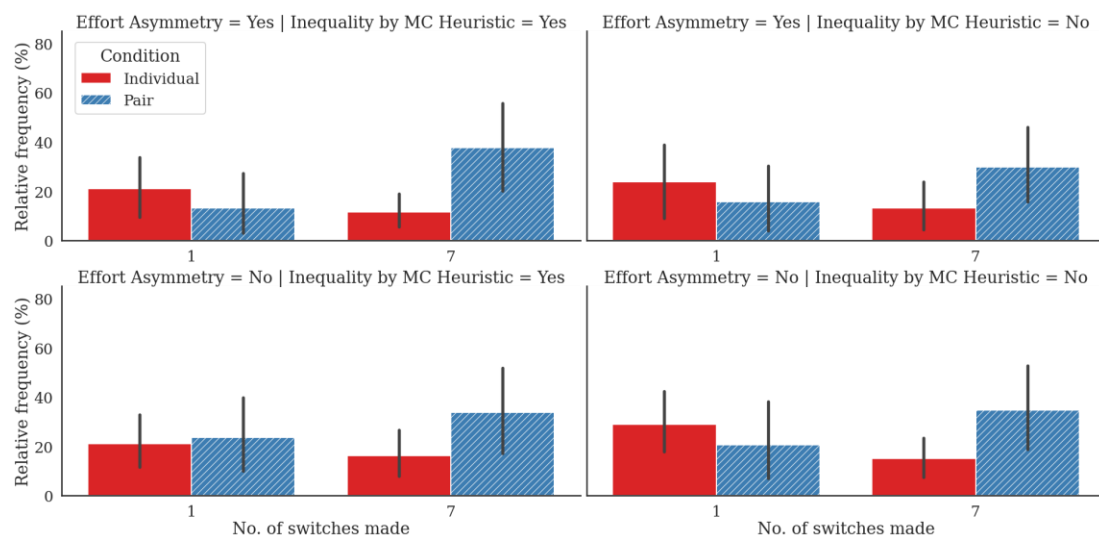 Effort Asymmetry = Yes | Inequality by MC Heuristic = Yes
Effort Asymmetry = Yes | Inequality by MC Heuristic = No
80
60
40
20
0
Relative frequency (%)
Condition
Individual
Pair
1
7
1
7
Effort Asymmetry = No | Inequality by MC Heuristic = Yes
Effort Asymmetry = No | Inequality by MC Heuristic = No
80
60
40
20
0
Relative frequency (%)
1
7
1
7
No. of switches made
No. of switches made